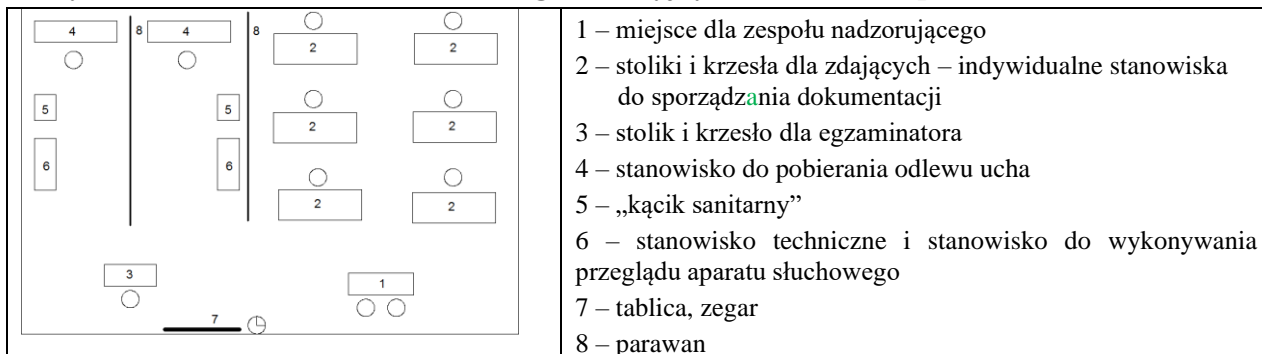 4
8
4
8
2
2
5
5
2
2
6
6
2
2
3
1
7
1 – miejsce dla zespołu nadzorującego
2 – stoliki i krzesła dla zdających – indywidualne stanowiska
do sporządzania dokumentacji
3 – stolik i krzesło dla egzaminatora
4 – stanowisko do pobierania odlewu ucha
5 – „kącik sanitarny”
6 – stanowisko techniczne i stanowisko do wykonywania
przeglądu aparatu słuchowego
7 – tablica, zegar
8 – parawan